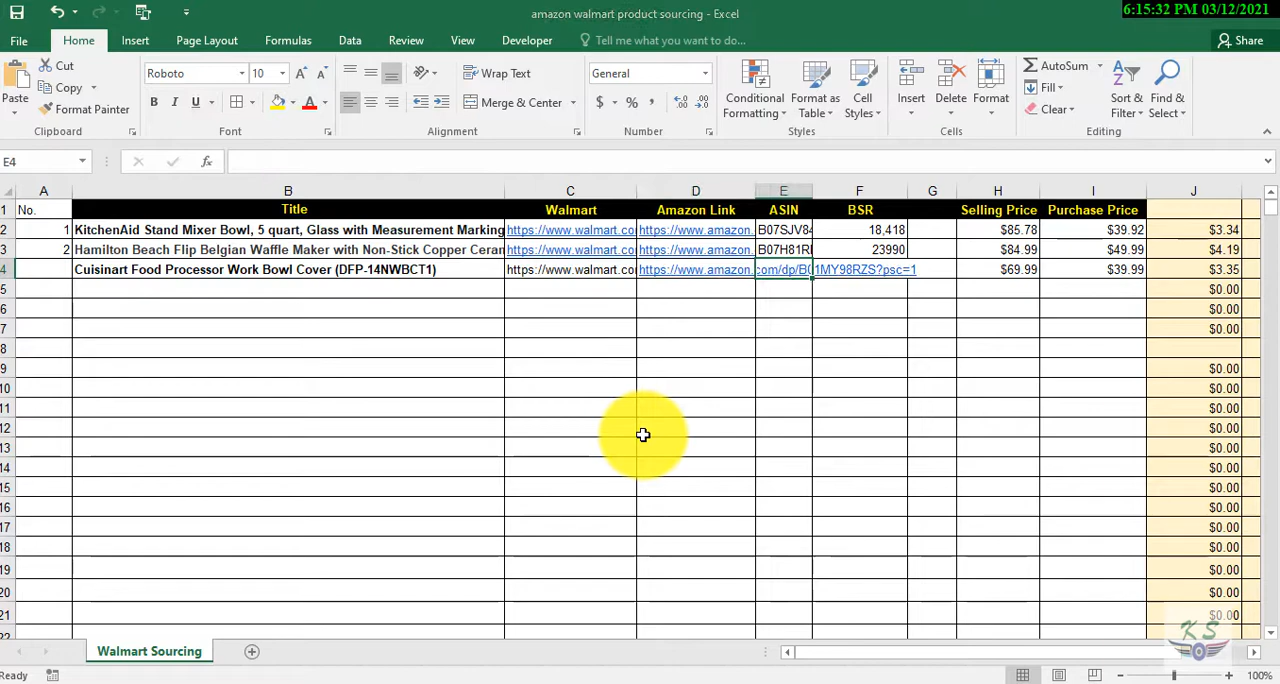 amazon walmart product sourcing - Excel
6:15:32 PM 03/12/2021
File Home Insert Page Layout Formulas Data Review View Developer Tell me what you want to do... Share
Cut
Copy
Format Painter
Paste
Clipboard
Roboto 10
B I U
Font
Wrap Text
Merge & Center
Alignment
General
$ % ,
Number
Conditional Formatting
Format as Table
Cell Styles
Styles
Insert Delete Format
Cells
AutoSum
Fill
Clear
Sort & Filter
Find & Select
Editing
E4 fx
A B C D E F G H I J
1 No. Title Walmart Amazon Link ASIN BSR Selling Price Purchase Price
2 1 KitchenAid Stand Mixer Bowl, 5 quart, Glass with Measurement Marking https://www.walmart.co https://www.amazon. B07SJV84 18,418 $85.78 $39.92 $3.34
3 2 Hamilton Beach Flip Belgian Waffle Maker with Non-Stick Copper Ceran https://www.walmart.co https://www.amazon. B07H81RI 23990 $84.99 $49.99 $4.19
4 Cuisinart Food Processor Work Bowl Cover (DFP-14NWBCT1) https://www.walmart.co https://www.amazon.com/dp/B01MY98RZS?psc=1 $69.99 $39.99 $3.35
5 $0.00
6 $0.00
7 $0.00
8
9 $0.00
10 $0.00
11 $0.00
12 $0.00
13 $0.00
14 $0.00
15 $0.00
16 $0.00
17 $0.00
18 $0.00
19 $0.00
20 $0.00
21 $0.00
22
KS
Walmart Sourcing
Ready 100%